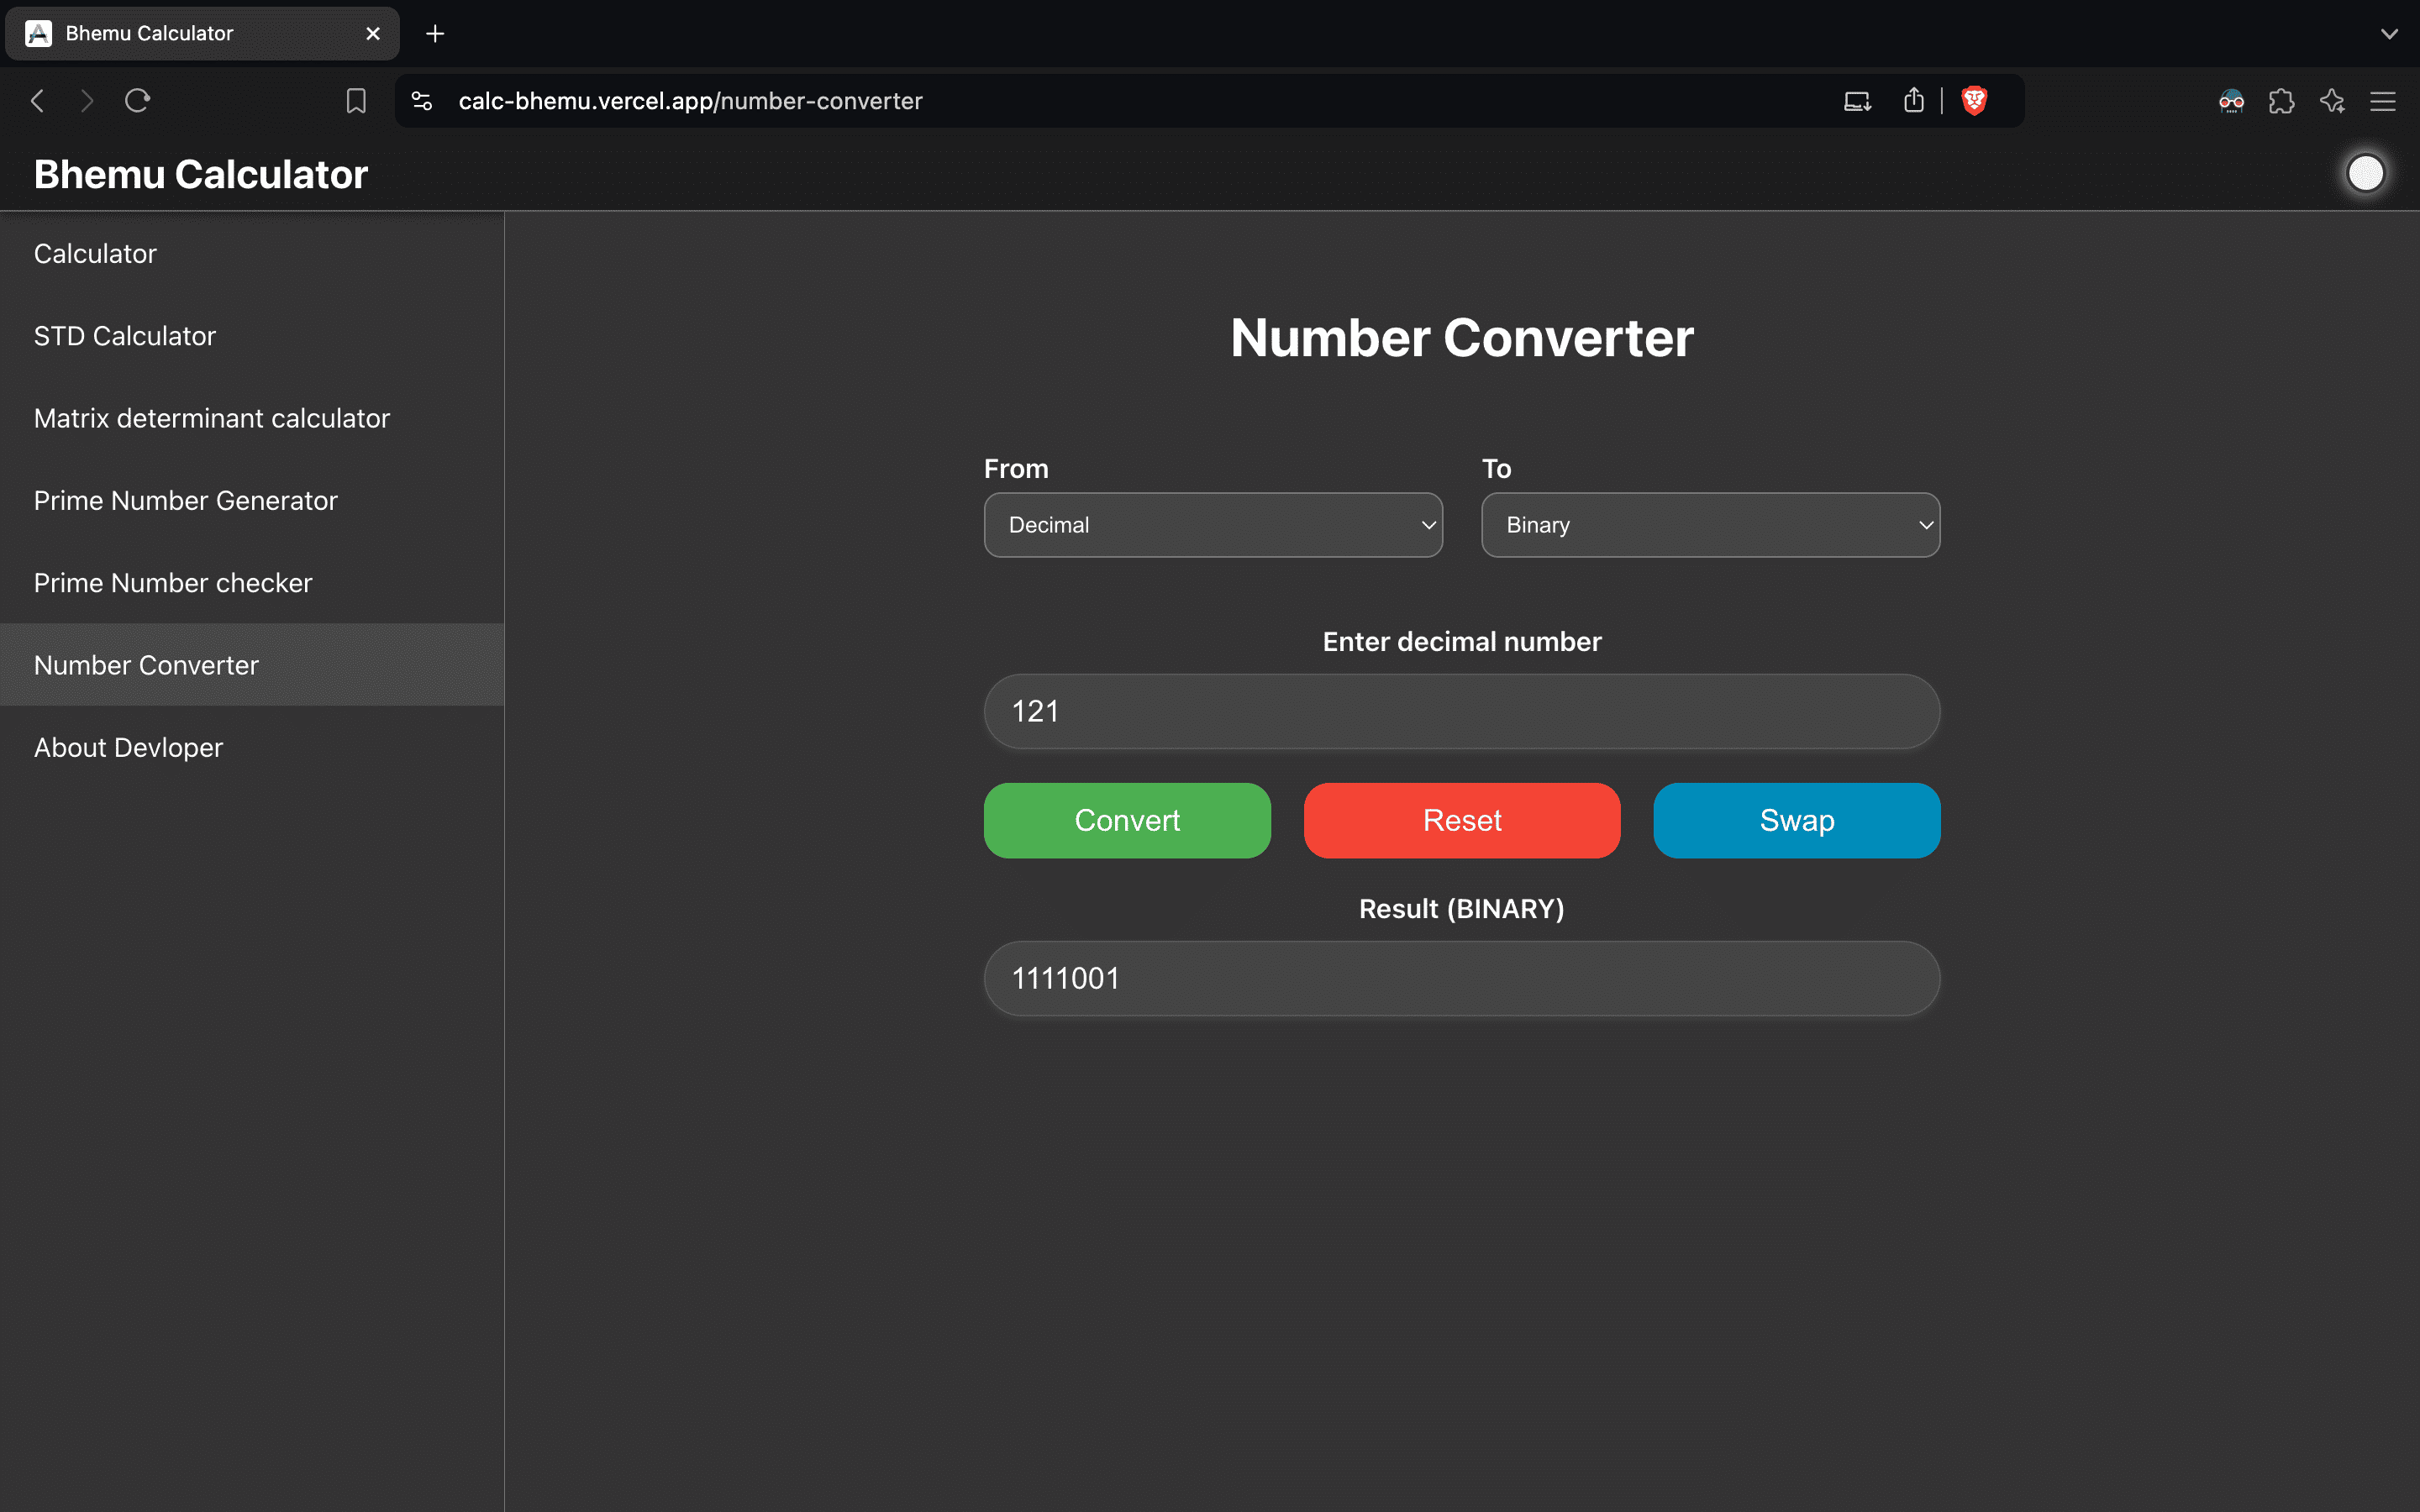 Bhemu Calculator
calc-bhemu.vercel.app/number-converter
Bhemu Calculator
Calculator
STD Calculator
Matrix determinant calculator
Prime Number Generator
Prime Number checker
Number Converter
About Devloper
Number Converter
From To
Decimal Binary
Enter decimal number
121
Convert Reset Swap
Result (BINARY)
1111001